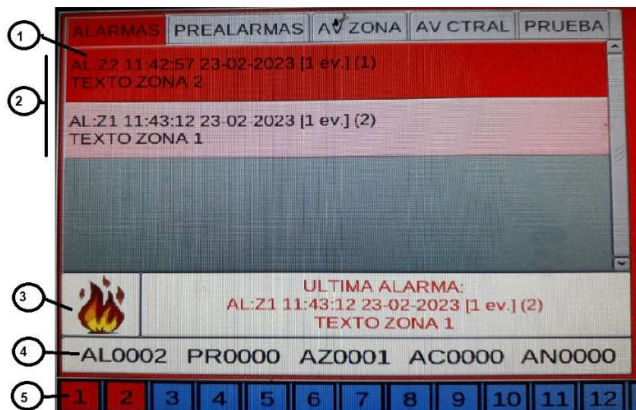 1
ALARMAS PREALARMAS AV ZONA AV CTRAL PRUEBA
2
AL:Z2 11:42:57 23-02-2023 [1 ev.] (1)
TEXTO ZONA 2
AL:Z1 11:43:12 23-02-2023 [1 ev.] (2)
TEXTO ZONA 1
3
ULTIMA ALARMA:
AL:Z1 11:43:12 23-02-2023 [1 ev.] (2)
TEXTO ZONA 1
4
AL0002 PR0000 AZ0001 AC0000 AN0000
5
1 2 3 4 5 6 7 8 9 10 11 12